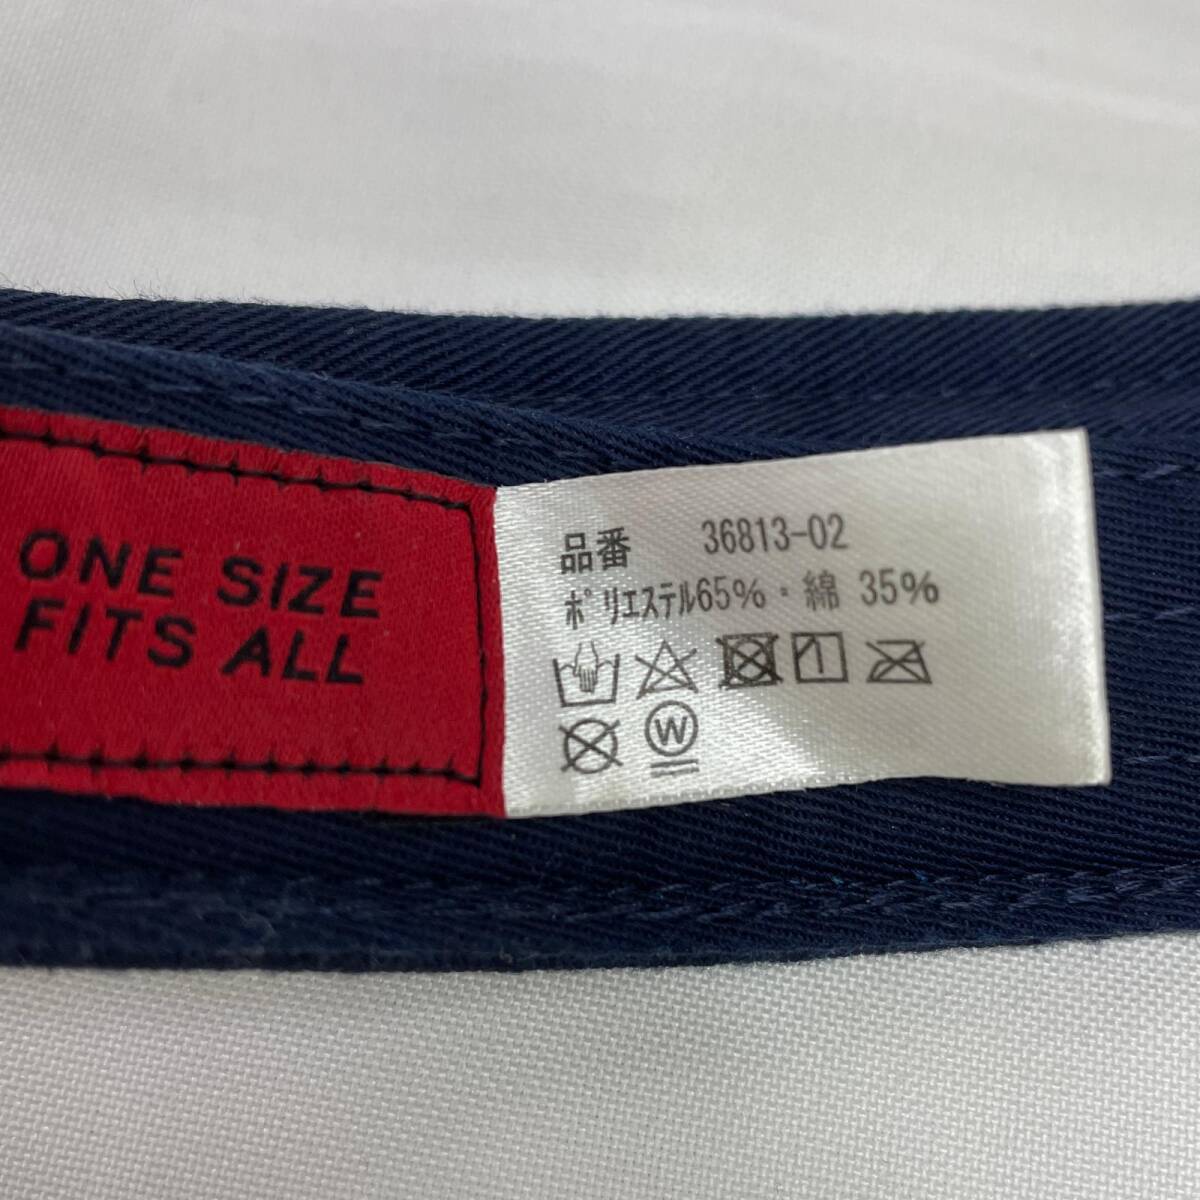 ONE SIZE
FITS ALL
品番 36813-02
ポリエステル65%・綿 35%
W